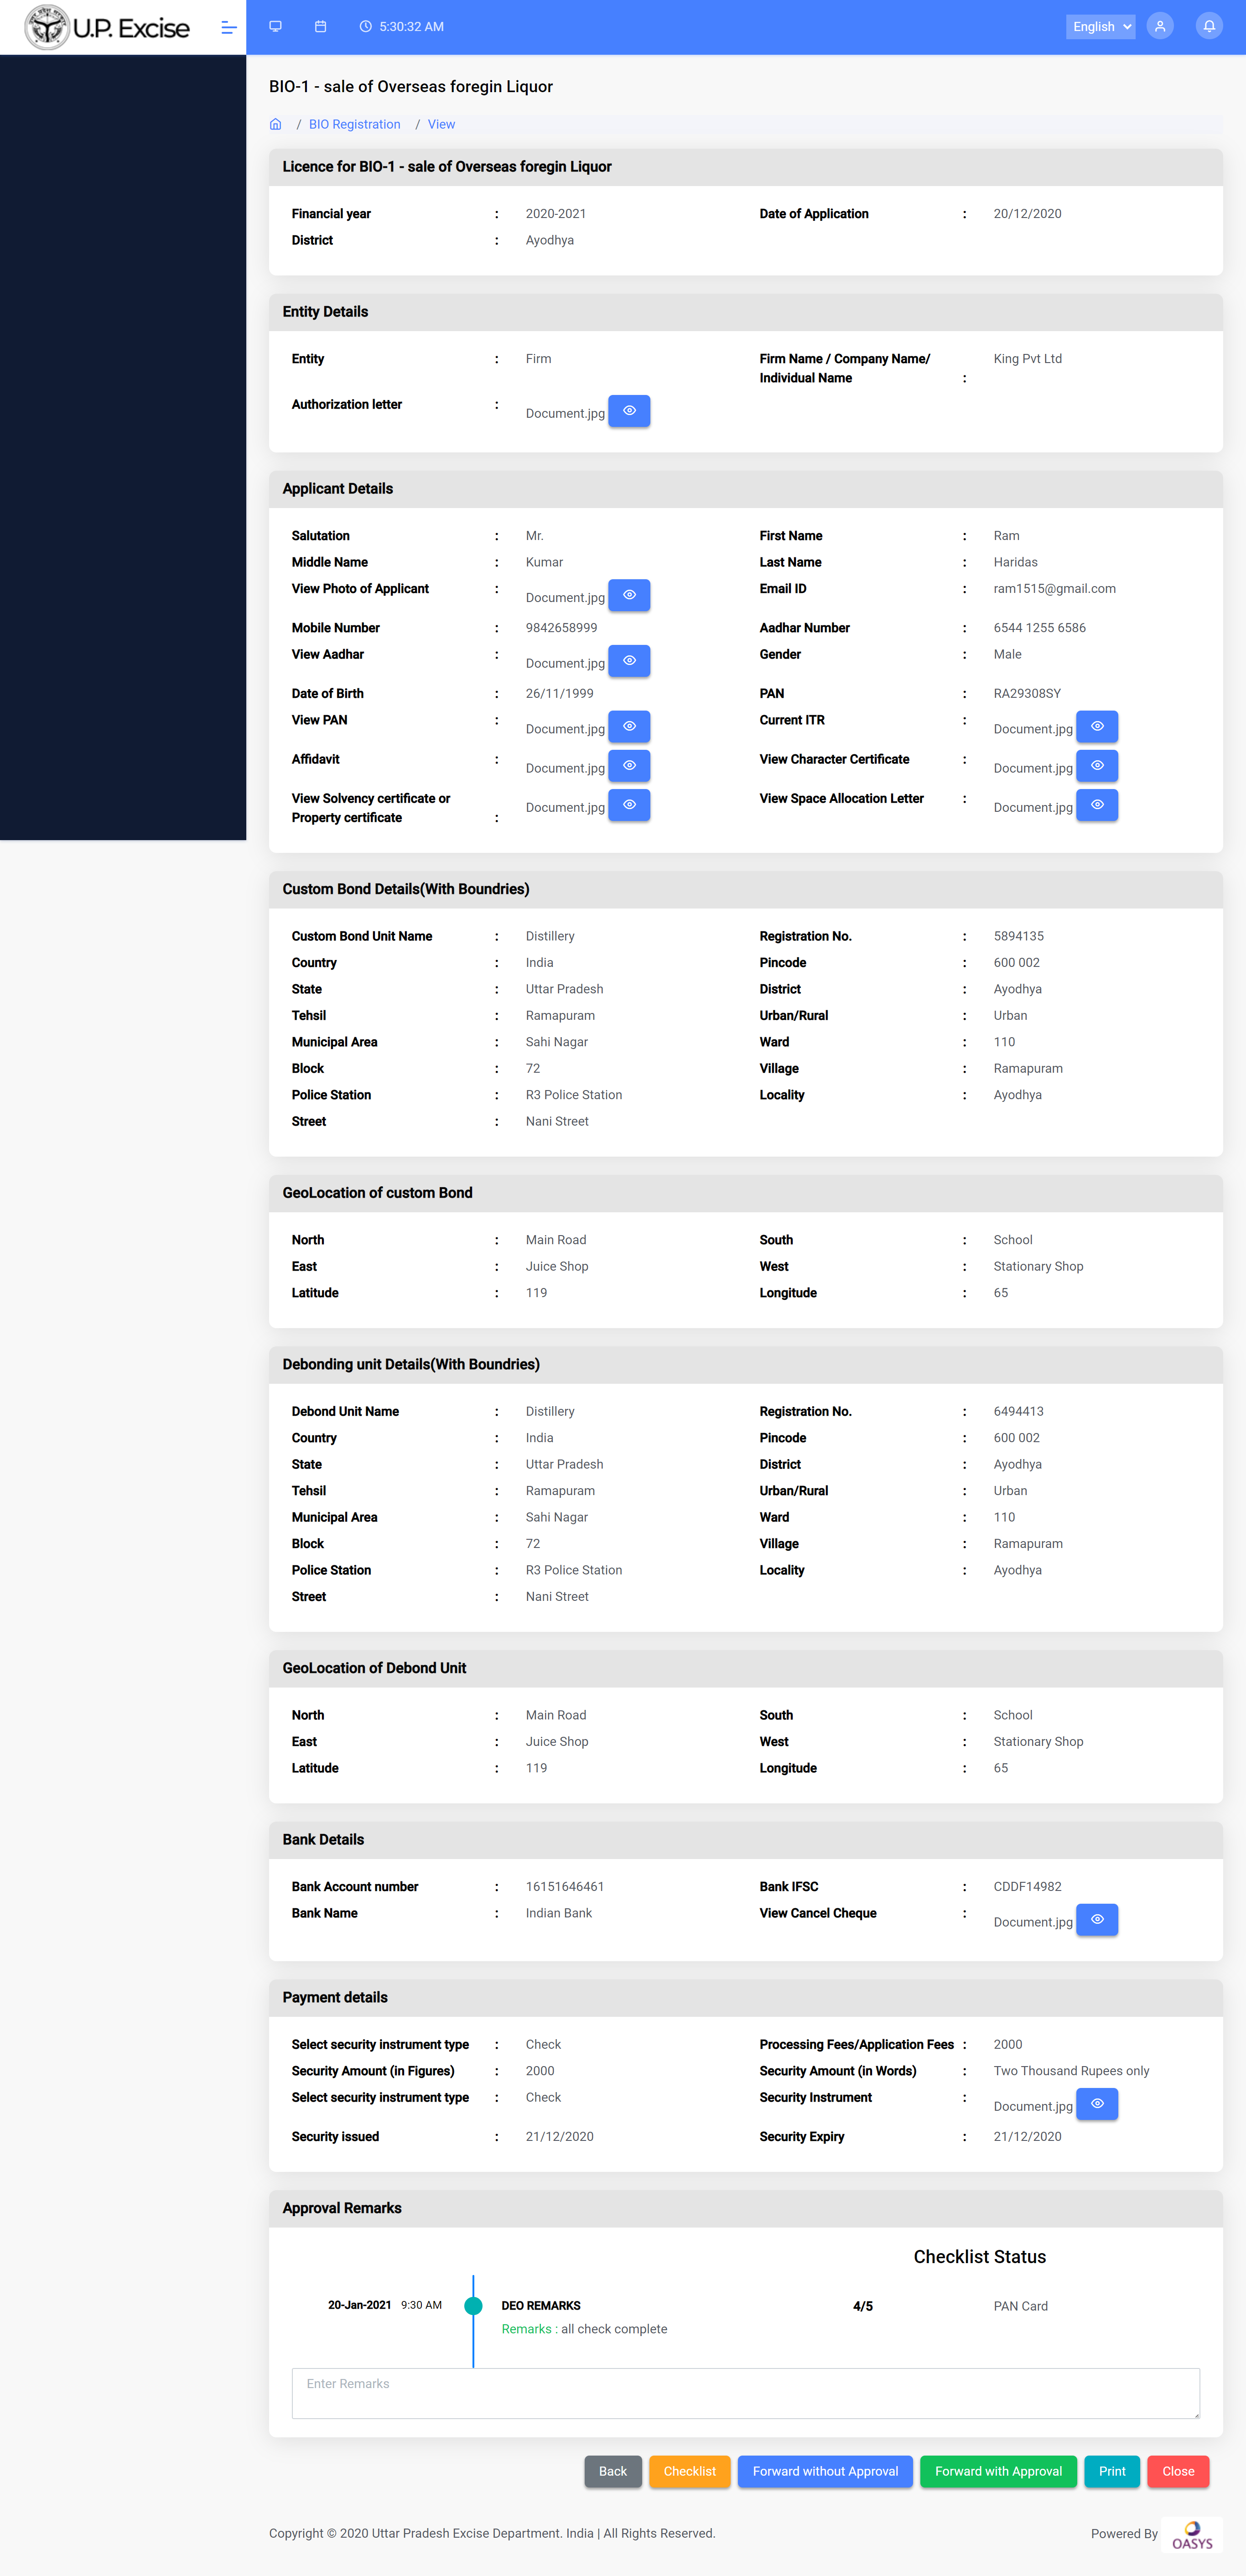 U.P. Excise
5:30:32 AM
English
BIO-1 - sale of Overseas foregin Liquor
/ BIO Registration / View
Licence for BIO-1 - sale of Overseas foregin Liquor
Financial year : 2020-2021 Date of Application : 20/12/2020
District : Ayodhya
Entity Details
Entity : Firm Firm Name / Company Name/ King Pvt Ltd
Individual Name :
Authorization letter : Document.jpg
Applicant Details
Salutation : Mr. First Name : Ram
Middle Name : Kumar Last Name : Haridas
View Photo of Applicant : Document.jpg Email ID : ram1515@gmail.com
Mobile Number : 9842658999 Aadhar Number : 6544 1255 6586
View Aadhar : Document.jpg Gender : Male
Date of Birth : 26/11/1999 PAN : RA29308SY
View PAN : Document.jpg Current ITR : Document.jpg
Affidavit : Document.jpg View Character Certificate : Document.jpg
View Solvency certificate or Document.jpg View Space Allocation Letter : Document.jpg
Property certificate :
Custom Bond Details(With Boundries)
Custom Bond Unit Name : Distillery Registration No. : 5894135
Country : India Pincode : 600 002
State : Uttar Pradesh District : Ayodhya
Tehsil : Ramapuram Urban/Rural : Urban
Municipal Area : Sahi Nagar Ward : 110
Block : 72 Village : Ramapuram
Police Station : R3 Police Station Locality : Ayodhya
Street : Nani Street
GeoLocation of custom Bond
North : Main Road South : School
East : Juice Shop West : Stationary Shop
Latitude : 119 Longitude : 65
Debonding unit Details(With Boundries)
Debond Unit Name : Distillery Registration No. : 6494413
Country : India Pincode : 600 002
State : Uttar Pradesh District : Ayodhya
Tehsil : Ramapuram Urban/Rural : Urban
Municipal Area : Sahi Nagar Ward : 110
Block : 72 Village : Ramapuram
Police Station : R3 Police Station Locality : Ayodhya
Street : Nani Street
GeoLocation of Debond Unit
North : Main Road South : School
East : Juice Shop West : Stationary Shop
Latitude : 119 Longitude : 65
Bank Details
Bank Account number : 16151646461 Bank IFSC : CDDF14982
Bank Name : Indian Bank View Cancel Cheque : Document.jpg
Payment details
Select security instrument type : Check Processing Fees/Application Fees : 2000
Security Amount (in Figures) : 2000 Security Amount (in Words) : Two Thousand Rupees only
Select security instrument type : Check Security Instrument : Document.jpg
Security issued : 21/12/2020 Security Expiry : 21/12/2020
Approval Remarks
Checklist Status
20-Jan-2021 9:30 AM DEO REMARKS 4/5 PAN Card
Remarks : all check complete
Enter Remarks
Back Checklist Forward without Approval Forward with Approval Print Close
Copyright © 2020 Uttar Pradesh Excise Department. India | All Rights Reserved. Powered By OASYS